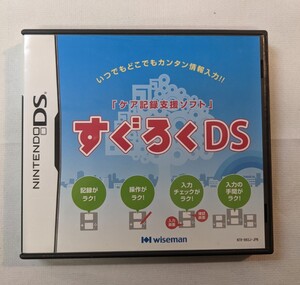 NINTENDO DS™
いつでもどこでもカンタン情報入力!!
「ケア記録支援ソフト」
すぐろくDS
記録が
ラク!
操作が
ラク!
入力
チェックが
ラク!
入力の
手間が
ラク!
wiseman